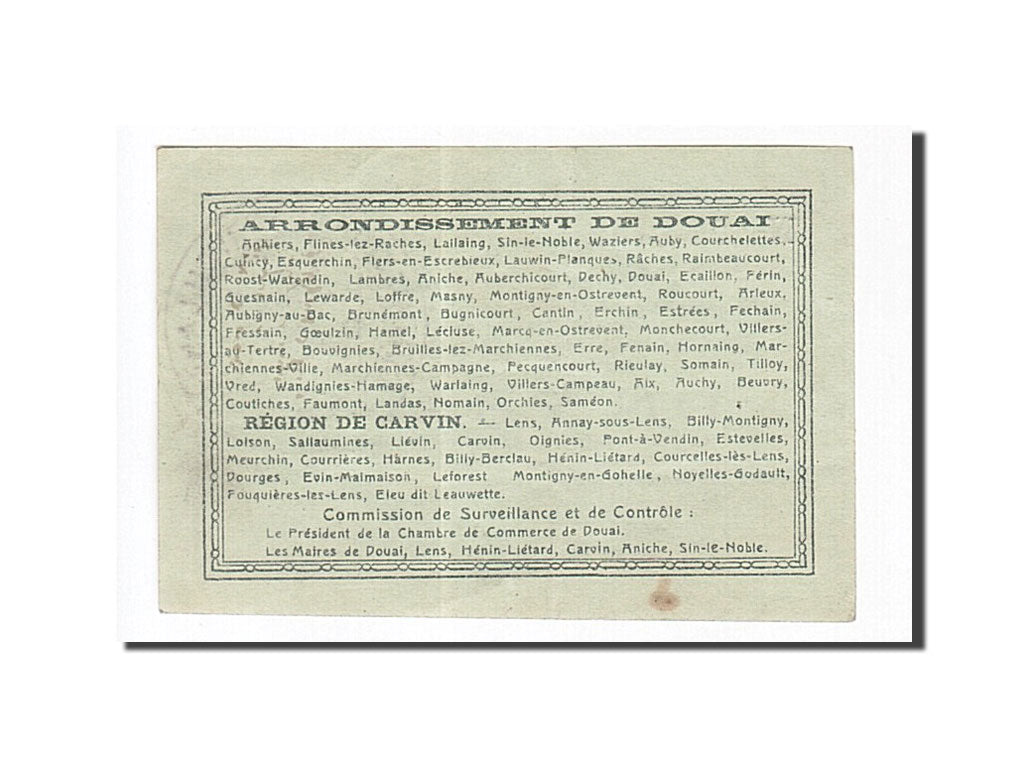 ARRONDISSEMENT DE DOUAI
Anhiers, Flines-lez-Raches, Lallaing, Sin-le-Noble, Waziers, Auby, Courchelettes,
Cuincy, Esquerchin, Flers-en-Escrebieux, Lauwin-Planques, Râches, Raimbeaucourt,
Roost-Warendin, Lambres, Aniche, Auberchicourt, Dechy, Douai, Ecaillon, Férin,
Guesnain, Lewarde, Loffre, Masny, Montigny-en-Ostrevent, Roucourt, Arleux,
Aubigny-au-Bac, Brunémont, Bugnicourt, Cantin, Erchin, Estrées, Fechain,
Fressain, Gœulzin, Hamel, Lécluse, Marcq-en-Ostrevent, Monchecourt, Villers-
au-Tertre, Bouvignies, Bruilles-lez-Marchiennes, Erre, Fenain, Hornaing, Mar-
chiennes-Ville, Marchiennes-Campagne, Pecquencourt, Rieulay, Somain, Tilloy,
Vred, Wandignies-Hamage, Warlaing, Villers-Campeau, Aix, Auchy, Beuvry,
Coutiches, Faumont, Landas, Nomain, Orchies, Saméon.
RÉGION DE CARVIN. — Lens, Annay-sous-Lens, Billy-Montigny,
Loison, Sallaumines, Liévin, Carvin, Oignies, Pont-à-Vendin, Estevelles,
Meurchin, Courrières, Harnes, Billy-Berclau, Hénin-Liétard, Courcelles-lès-Lens,
Dourges, Evin-Malmaison, Leforest Montigny-en-Gohelle, Noyelles-Godault,
Fouquières-les-Lens, Eleu dit Leauwette.
Commission de Surveillance et de Contrôle :
Le Président de la Chambre de Commerce de Douai.
Les Maires de Douai, Lens, Hénin-Liétard, Carvin, Aniche, Sin-le-Noble.